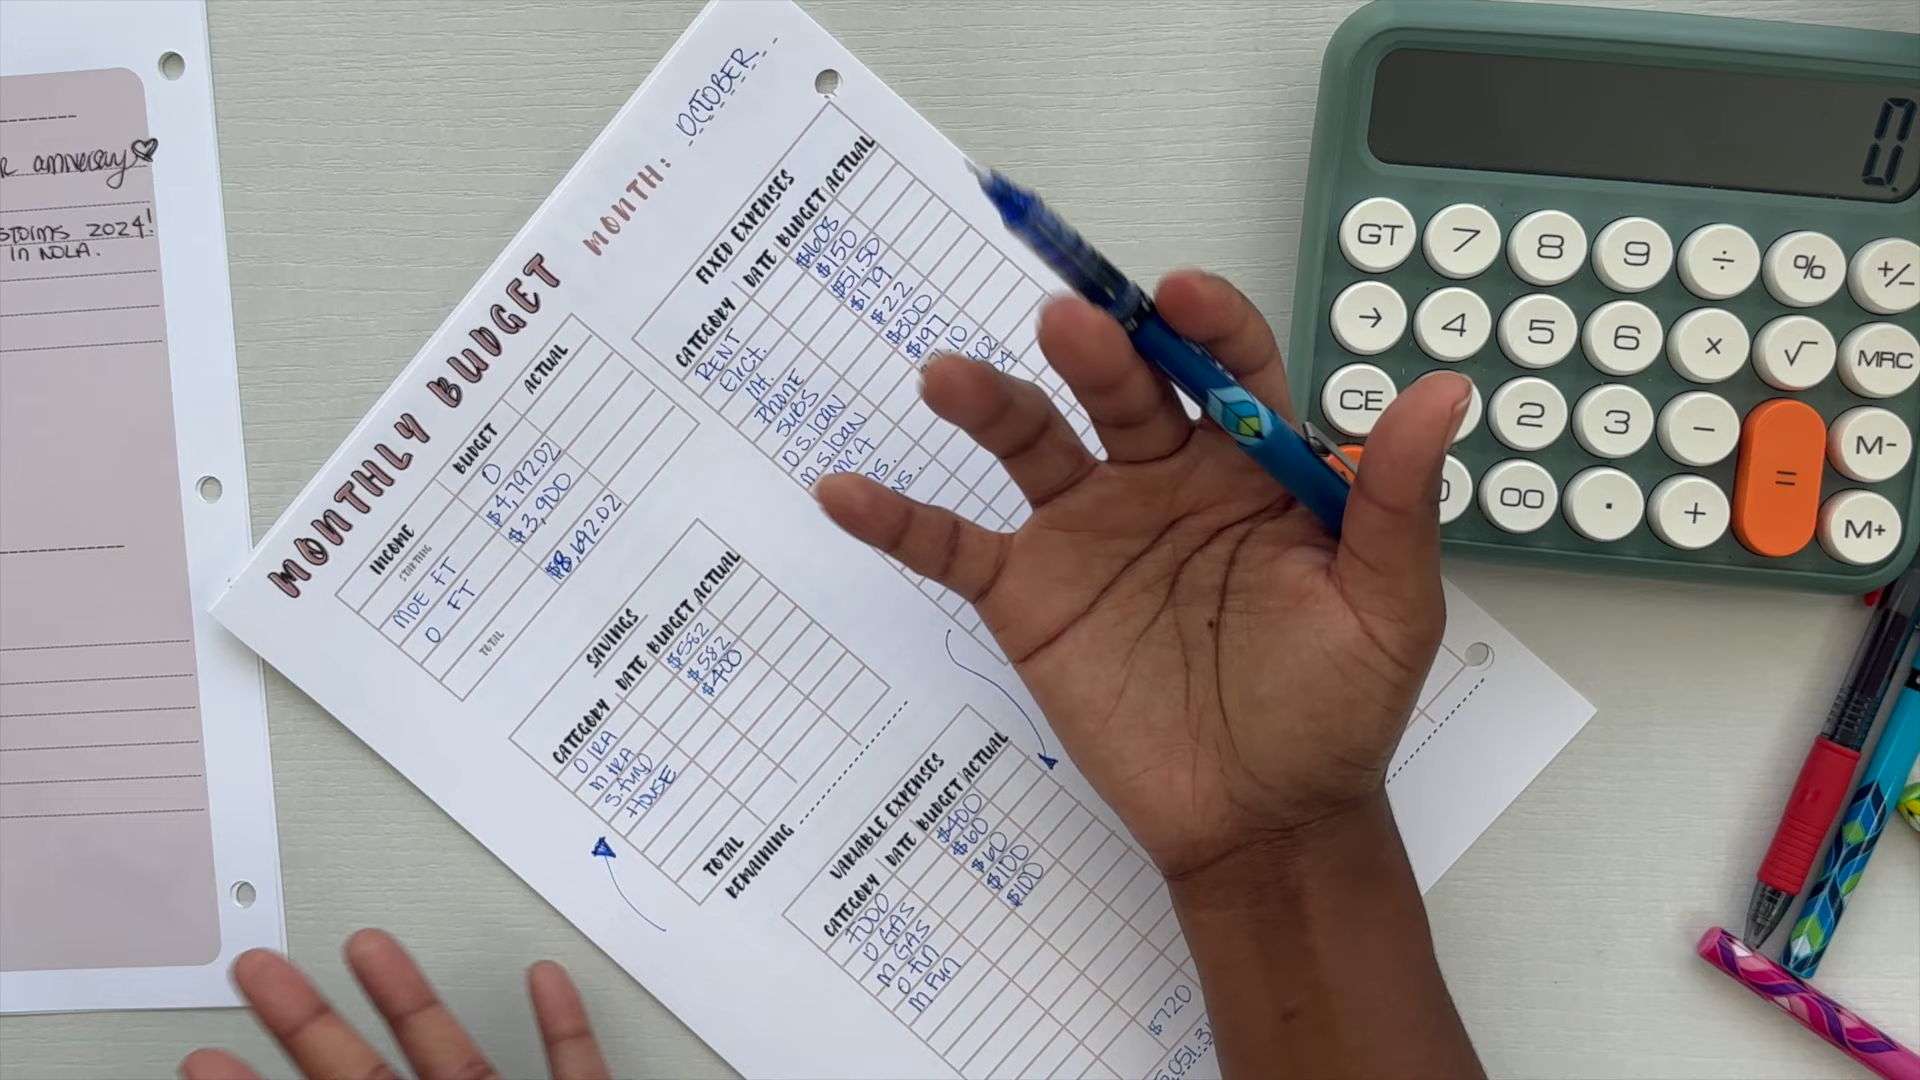 R anniversary
storms 2024!
in NOLA.
MONTHLY BUDGET
MONTH: OCTOBER
INCOME BUDGET ACTUAL
STARTING 0
MOE FT $4,792.02
O FT $3,900
TOTAL $8,692.02
FIXED EXPENSES
CATEGORY DATE BUDGET ACTUAL
RENT $1608
Elect. $150
Int. $51.50
Phone $179
SUBS $22
O S.loan $300
M S.loan $197
MCA
SAVINGS
CATEGORY DATE BUDGET ACTUAL
O IRA $582
M IRA $582
S. FUND $400
HOUSE
TOTAL
REMAINING
VARIABLE EXPENSES
CATEGORY DATE BUDGET ACTUAL
FOOD $400
O GAS $60
M GAS $60
O Fun $100
M Fun $100
$720
0.
GT 7 8 9 ÷ % +/-
→ 4 5 6 × √ MRC
CE 2 3 − M-
00 . + = M+